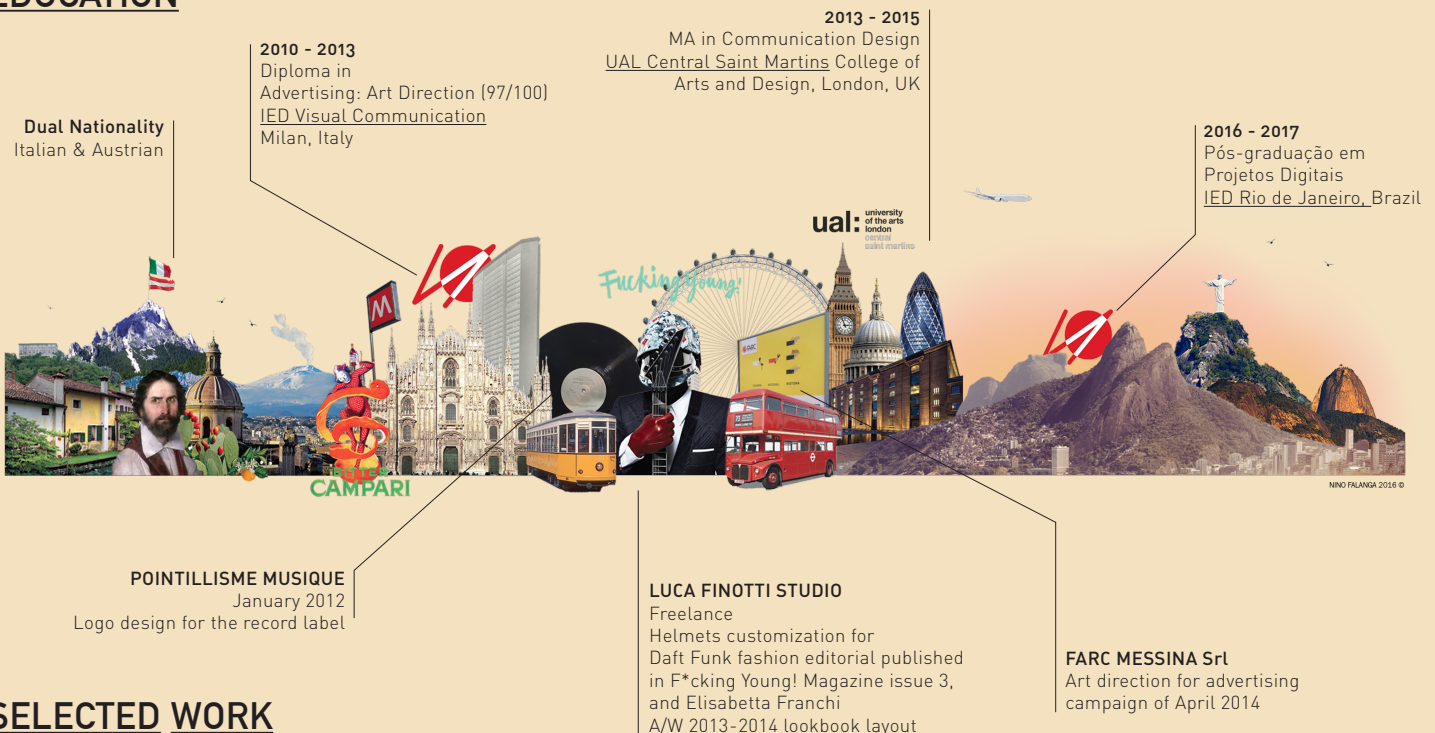 EDUCATION
2010 - 2013
Diploma in
Advertising: Art Direction (97/100)
IED Visual Communication
Milan, Italy
2013 - 2015
MA in Communication Design
UAL Central Saint Martins College of
Arts and Design, London, UK
Dual Nationality
Italian & Austrian
2016 - 2017
Pós-graduação em
Projetos Digitais
IED Rio de Janeiro, Brazil
ual:
university
of the arts
london
central
saint martins
Fucking Young!
M
FARC
BITTER
CAMPARI
NINO FALANGA 2016 ©
POINTILLISME MUSIQUE
January 2012
Logo design for the record label
LUCA FINOTTI STUDIO
Freelance
Helmets customization for
Daft Funk fashion editorial published
in F*cking Young! Magazine issue 3,
and Elisabetta Franchi
A/W 2013-2014 lookbook layout
FARC MESSINA Srl
Art direction for advertising
campaign of April 2014
SELECTED WORK